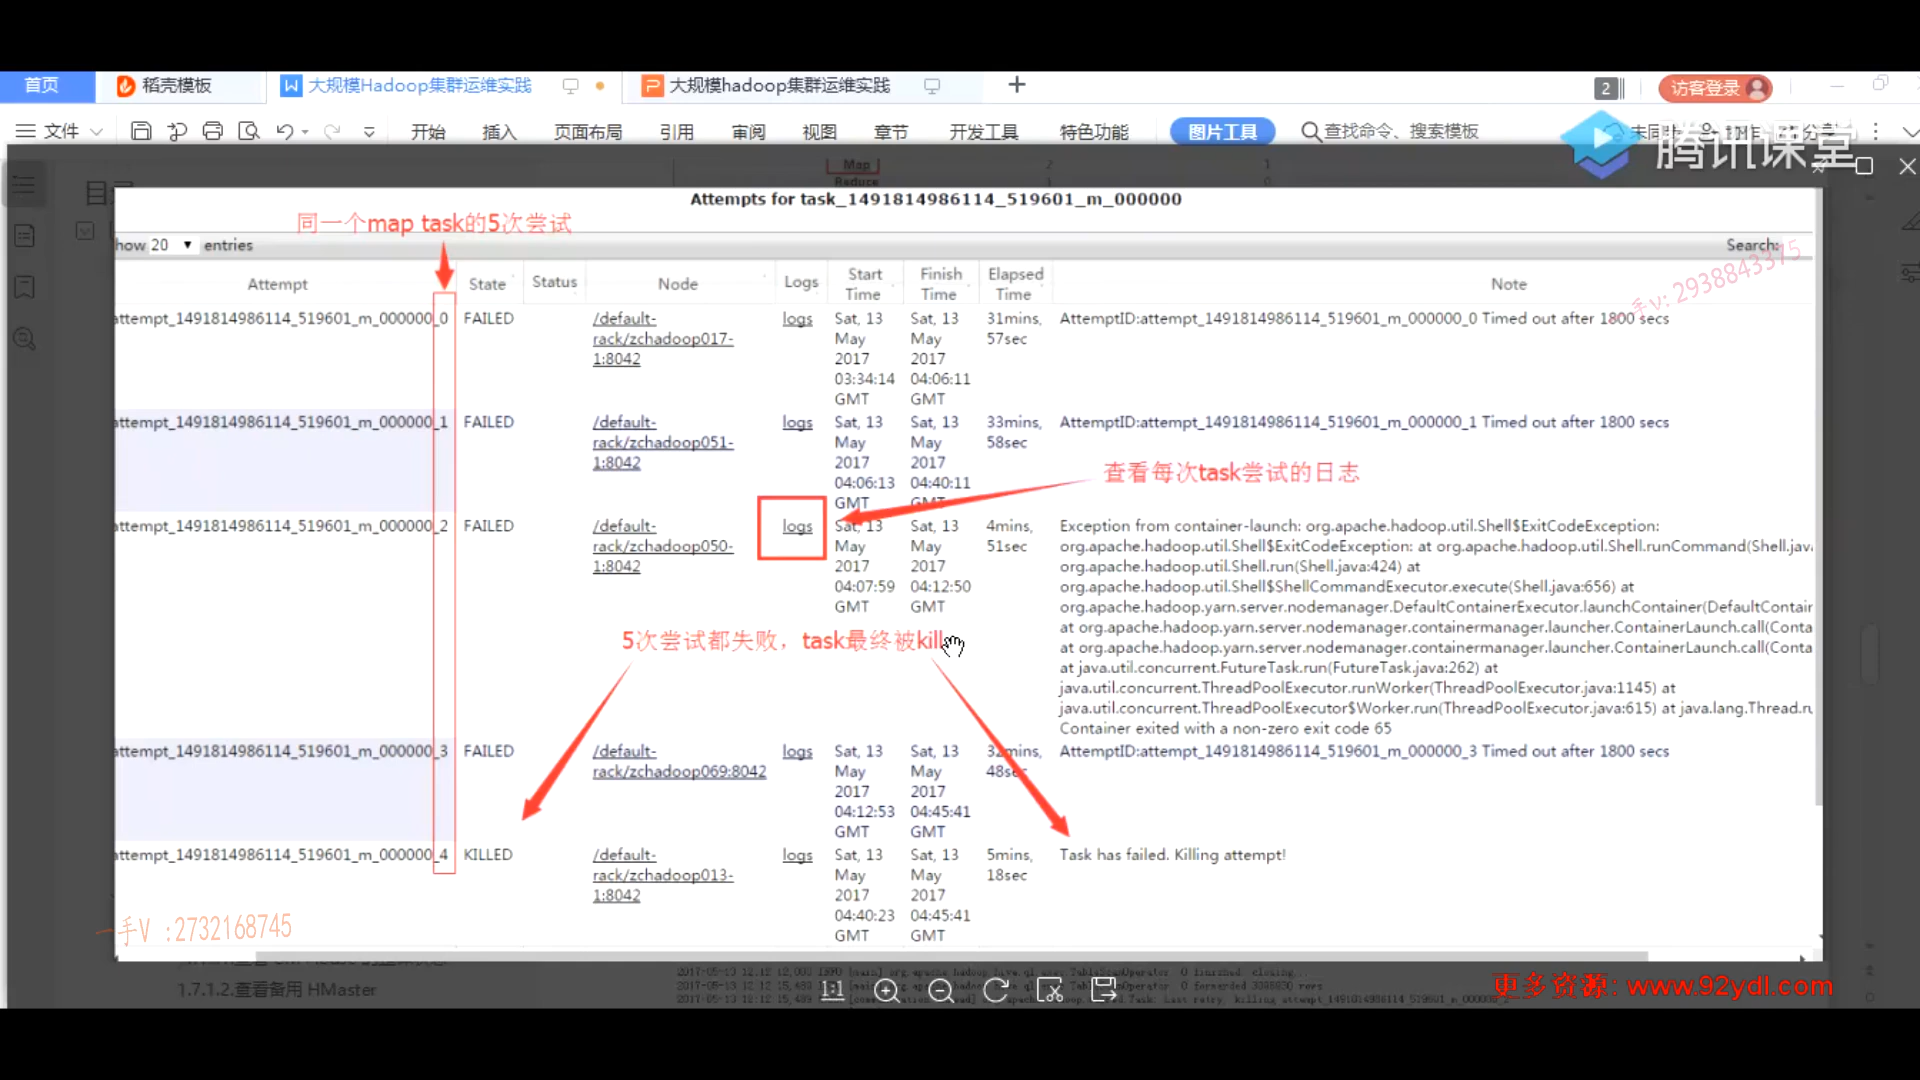 首页
稻壳模板
大规模Hadoop集群运维实践
大规模hadoop集群运维实践
2
访客登录
文件
开始 插入 页面布局 引用 审阅 视图 章节 开发工具 特色功能 图片工具 查找命令、搜索模板
腾讯课堂
Map 2 1
Reduce
Attempts for task_1491814986114_519601_m_000000
同一个map task的5次尝试
how 20 entries
Search:
手v: 2938843375
Attempt State Status Node Logs Start Time Finish Time Elapsed Time Note
attempt_1491814986114_519601_m_000000_0 FAILED /default-rack/zchadoop017-1:8042 logs Sat, 13 May 2017 03:34:14 GMT Sat, 13 May 2017 04:06:11 GMT 31mins, 57sec AttemptID:attempt_1491814986114_519601_m_000000_0 Timed out after 1800 secs
attempt_1491814986114_519601_m_000000_1 FAILED /default-rack/zchadoop051-1:8042 logs Sat, 13 May 2017 04:06:13 GMT Sat, 13 May 2017 04:40:11 GMT 33mins, 58sec AttemptID:attempt_1491814986114_519601_m_000000_1 Timed out after 1800 secs
查看每次task尝试的日志
attempt_1491814986114_519601_m_000000_2 FAILED /default-rack/zchadoop050-1:8042 logs Sat, 13 May 2017 04:07:59 GMT Sat, 13 May 2017 04:12:50 GMT 4mins, 51sec
Exception from container-launch: org.apache.hadoop.util.Shell$ExitCodeException:
org.apache.hadoop.util.Shell$ExitCodeException: at org.apache.hadoop.util.Shell.runCommand(Shell.jav
org.apache.hadoop.util.Shell.run(Shell.java:424) at
org.apache.hadoop.util.Shell$ShellCommandExecutor.execute(Shell.java:656) at
org.apache.hadoop.yarn.server.nodemanager.DefaultContainerExecutor.launchContainer(DefaultContair
at org.apache.hadoop.yarn.server.nodemanager.containermanager.launcher.ContainerLaunch.call(Conta
at org.apache.hadoop.yarn.server.nodemanager.containermanager.launcher.ContainerLaunch.call(Conta
at java.util.concurrent.FutureTask.run(FutureTask.java:262) at
java.util.concurrent.ThreadPoolExecutor.runWorker(ThreadPoolExecutor.java:1145) at
java.util.concurrent.ThreadPoolExecutor$Worker.run(ThreadPoolExecutor.java:615) at java.lang.Thread.ru
Container exited with a non-zero exit code 65
5次尝试都失败，task最终被kill
attempt_1491814986114_519601_m_000000_3 FAILED /default-rack/zchadoop069:8042 logs Sat, 13 May 2017 04:12:53 GMT Sat, 13 May 2017 04:45:41 GMT 32mins, 48sec AttemptID:attempt_1491814986114_519601_m_000000_3 Timed out after 1800 secs
attempt_1491814986114_519601_m_000000_4 KILLED /default-rack/zchadoop013-1:8042 logs Sat, 13 May 2017 04:40:23 GMT Sat, 13 May 2017 04:45:41 GMT 5mins, 18sec Task has failed. Killing attempt!
一手V :2732168745
1.7.1.2.查看备用 HMaster
1:1
更多资源: www.92ydl.com